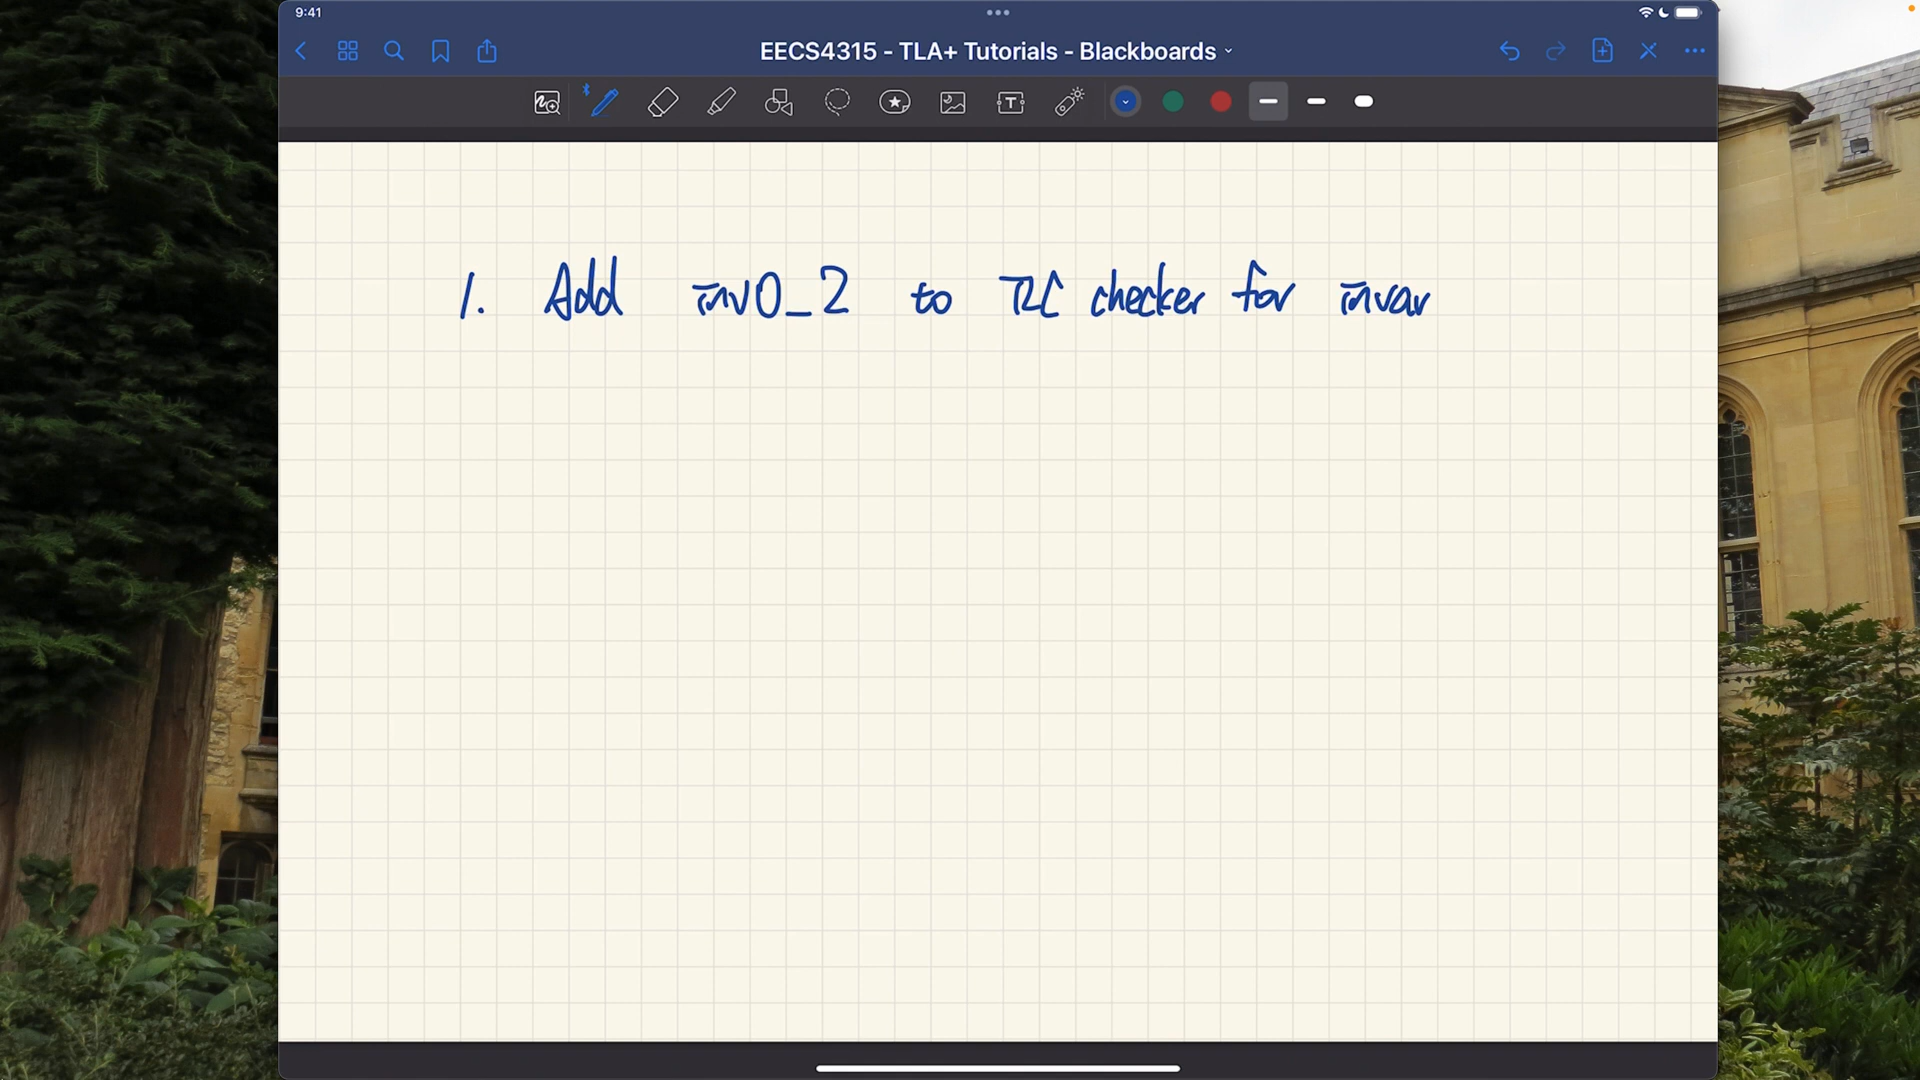 9:41
EECS4315 - TLA+ Tutorials - Blackboards
1. Add inv0_2 to TLC checker for invar